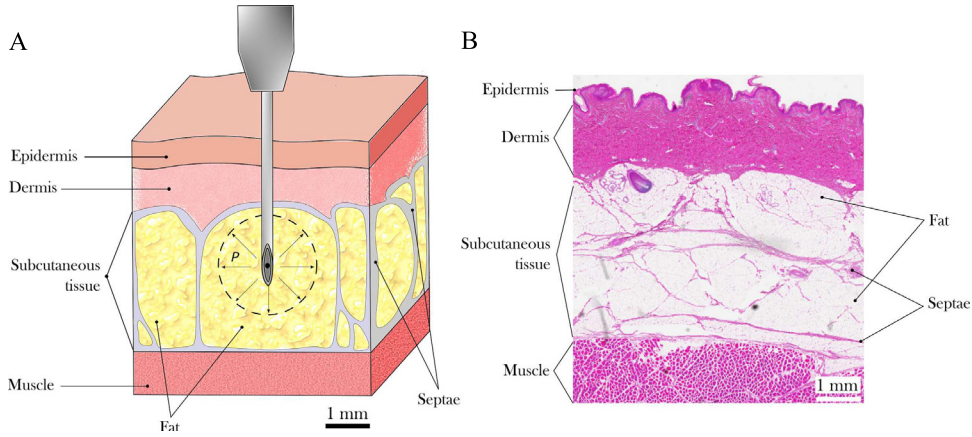 A
Epidermis
Dermis
Subcutaneous
tissue
Muscle
P
Fat
Septae
1 mm
B
Epidermis
Dermis
Subcutaneous
tissue
Muscle
Fat
Septae
1 mm